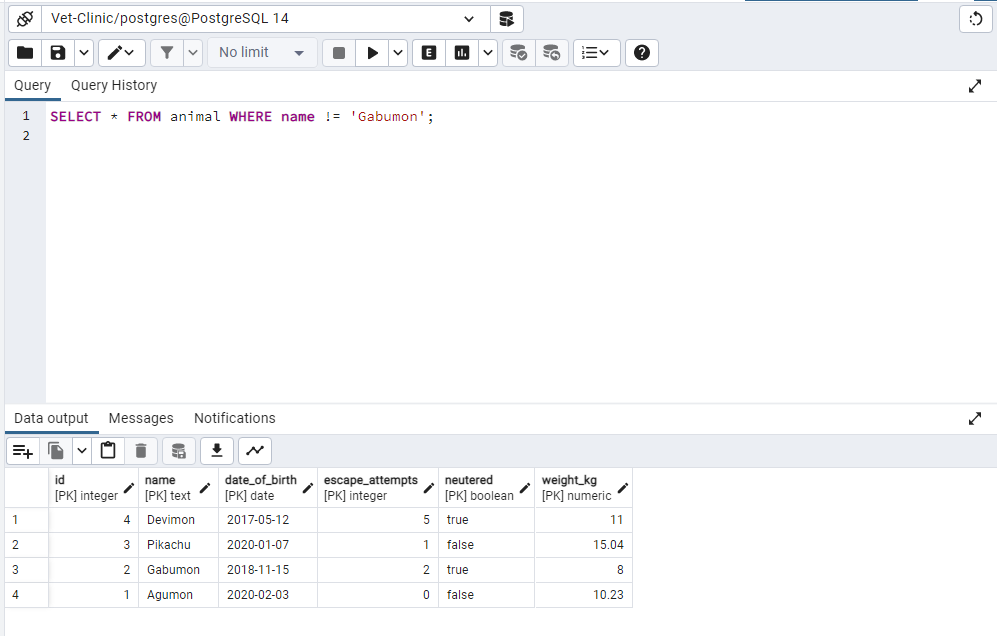 Vet-Clinic/postgres@PostgreSQL 14
No limit
E
Query Query History
1 SELECT * FROM animal WHERE name != 'Gabumon';
2
Data output Messages Notifications
id name date_of_birth escape_attempts neutered weight_kg
[PK] integer [PK] text [PK] date [PK] integer [PK] boolean [PK] numeric
1 4 Devimon 2017-05-12 5 true 11
2 3 Pikachu 2020-01-07 1 false 15.04
3 2 Gabumon 2018-11-15 2 true 8
4 1 Agumon 2020-02-03 0 false 10.23